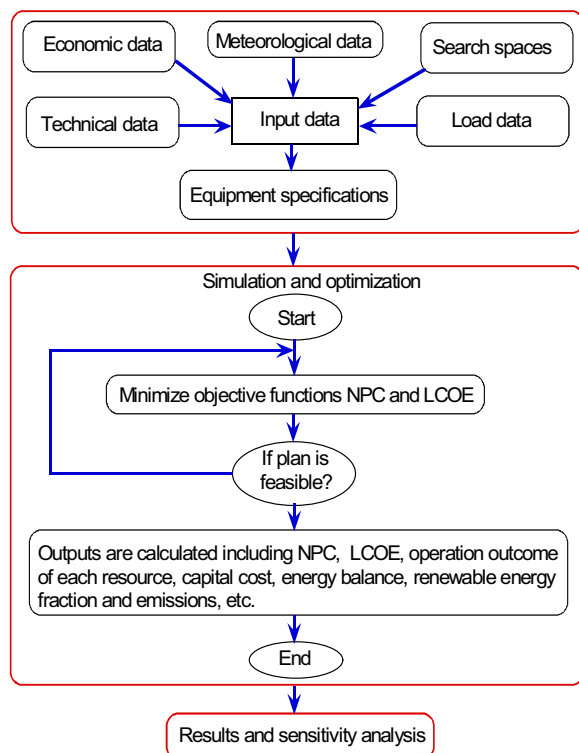 Economic data
Meteorological data
Search spaces
Technical data
Input data
Load data
Equipment specifications
Simulation and optimization
Start
Minimize objective functions NPC and LCOE
If plan is
feasible?
Outputs are calculated including NPC, LCOE, operation outcome
of each resource, capital cost, energy balance, renewable energy
fraction and emissions, etc.
End
Results and sensitivity analysis